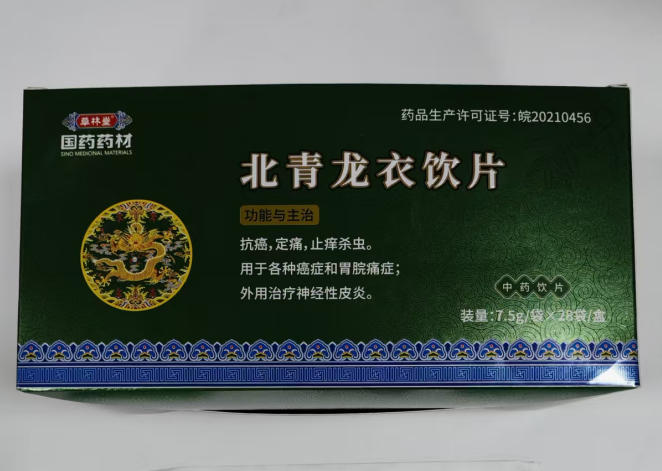 草林堂
国药药材
SINO MEDICINAL MATERIALS
药品生产许可证号:皖20210456
北青龙衣饮片
功能与主治
抗癌,定痛,止痒杀虫。
用于各种癌症和胃脘痛症;
外用治疗神经性皮炎。
中药饮片
装量:7.5g/袋×28袋/盒